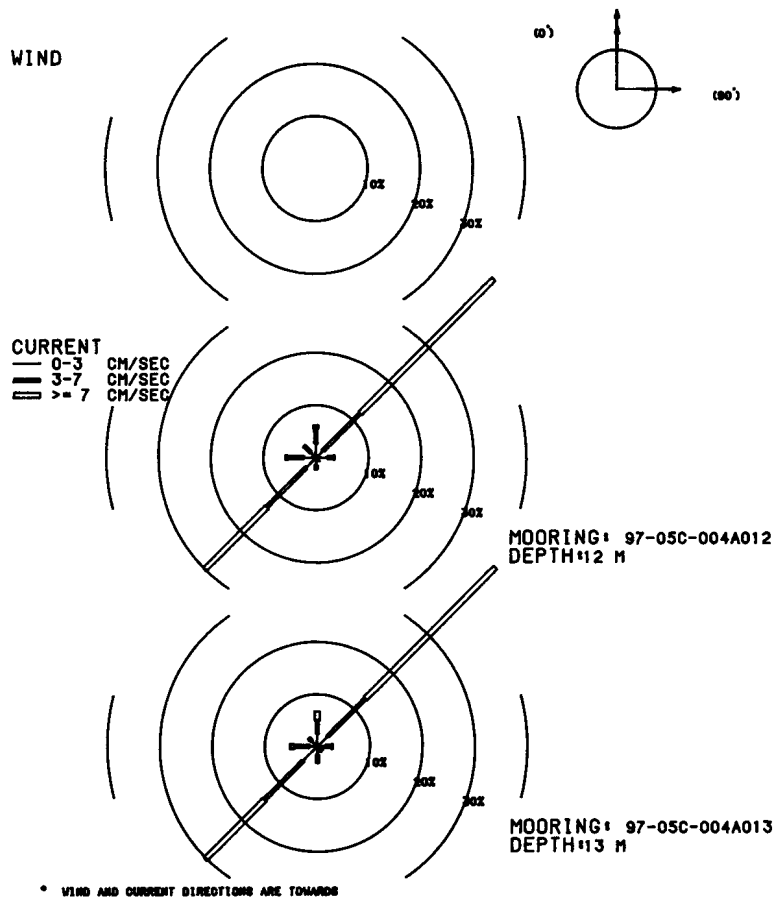 WIND
(0°)
(90°)
10%
20%
30%
CURRENT
0-3 CM/SEC
3-7 CM/SEC
>= 7 CM/SEC
10%
20%
30%
MOORING: 97-05C-004A012
DEPTH:12 M
10%
20%
30%
MOORING: 97-05C-004A013
DEPTH:13 M
* WIND AND CURRENT DIRECTIONS ARE TOWARDS